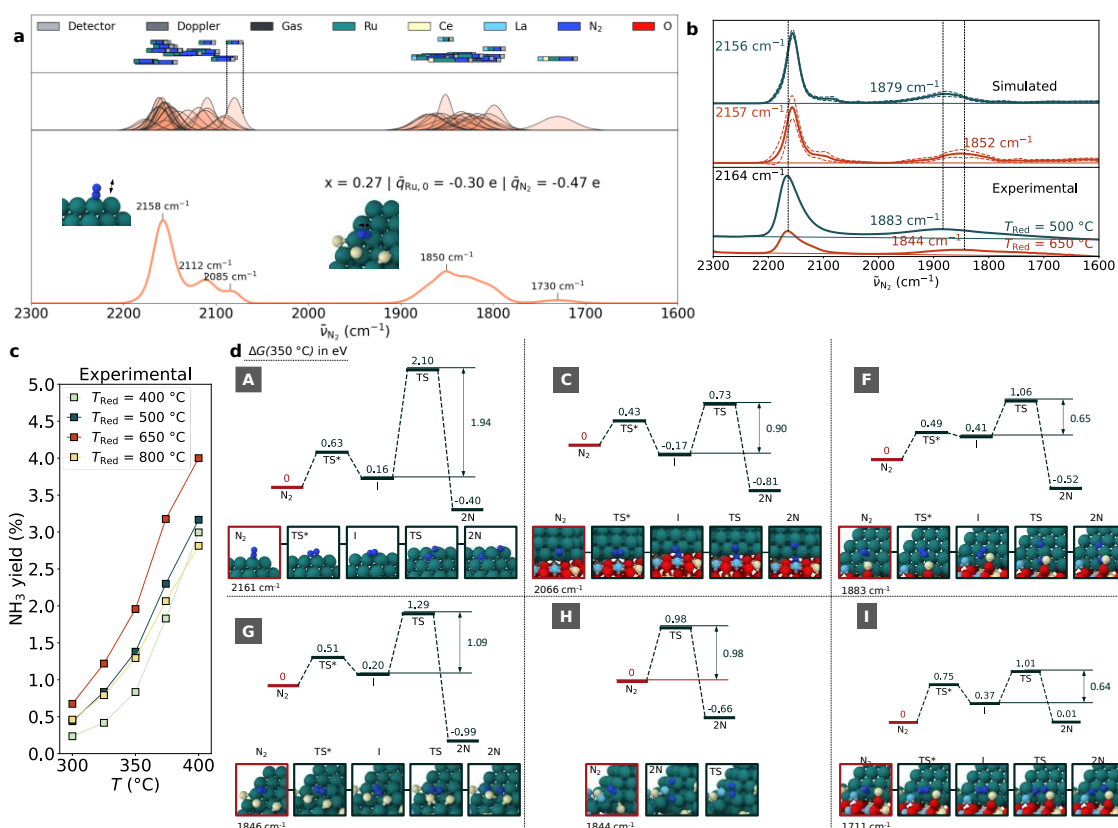 a
Detector Doppler Gas Ru Ce La N₂ O
x = 0.27 | q̃Ru, 0 = -0.30 e | q̃N₂ = -0.47 e
2158 cm⁻¹
2112 cm⁻¹
2085 cm⁻¹
1850 cm⁻¹
1730 cm⁻¹
2300 2200 2100 2000 1900 1800 1700 1600
ν̃N₂ (cm⁻¹)
b
2156 cm⁻¹
1879 cm⁻¹
Simulated
2157 cm⁻¹
1852 cm⁻¹
2164 cm⁻¹
Experimental
1883 cm⁻¹
TRed = 500 °C
1844 cm⁻¹
TRed = 650 °C
2300 2200 2100 2000 1900 1800 1700 1600
ν̃N₂ (cm⁻¹)
c
Experimental
TRed = 400 °C
TRed = 500 °C
TRed = 650 °C
TRed = 800 °C
NH₃ yield (%)
5.0
4.5
4.0
3.5
3.0
2.5
2.0
1.5
1.0
0.5
0.0
300 350 400
T (°C)
d
ΔG(350 °C) in eV
A
0
N₂
0.63
TS*
0.16
I
2.10
TS
1.94
-0.40
2N
N₂ TS* I TS 2N
2161 cm⁻¹
C
0
N₂
0.43
TS*
-0.17
I
0.73
TS
0.90
-0.81
2N
N₂ TS* I TS 2N
2066 cm⁻¹
F
0
N₂
0.49
TS*
0.41
I
1.06
TS
0.65
-0.52
2N
N₂ TS* I TS 2N
1883 cm⁻¹
G
0
N₂
0.51
TS*
0.20
I
1.29
TS
1.09
-0.99
2N
N₂ TS* I TS 2N
1846 cm⁻¹
H
0
N₂
0.98
TS
0.98
-0.66
2N
N₂ 2N TS
1844 cm⁻¹
I
0
N₂
0.75
TS*
0.37
I
1.01
TS
0.64
0.01
2N
N₂ TS* I TS 2N
1711 cm⁻¹